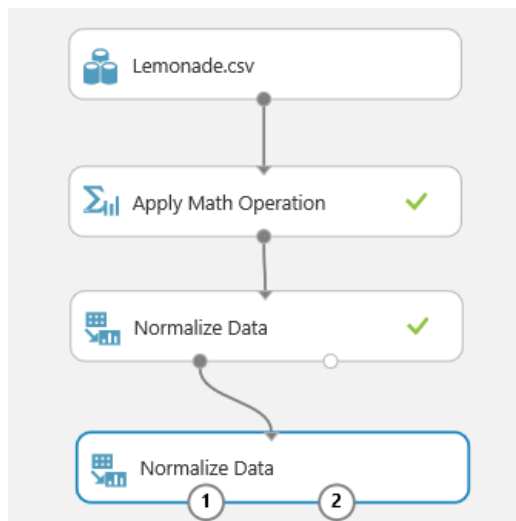 Lemonade.csv
Apply Math Operation
Normalize Data
Normalize Data
1 2